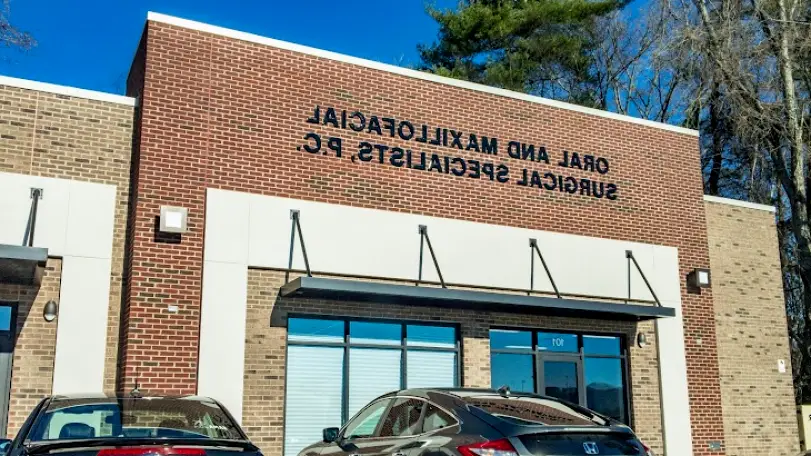 ORAL AND MAXILLOFACIAL
SURGICAL SPECIALISTS, P.C.
101